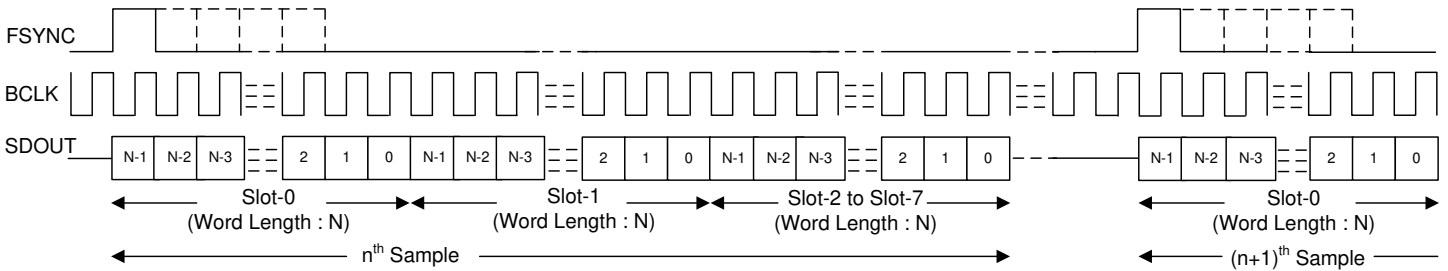 FSYNC
BCLK
SDOUT
N-1 N-2 N-3 2 1 0 N-1 N-2 N-3 2 1 0 N-1 N-2 N-3 2 1 0 N-1 N-2 N-3 2 1 0
Slot-0 Slot-1 Slot-2 to Slot-7 Slot-0
(Word Length : N) (Word Length : N) (Word Length : N) (Word Length : N)
nth Sample (n+1)th Sample